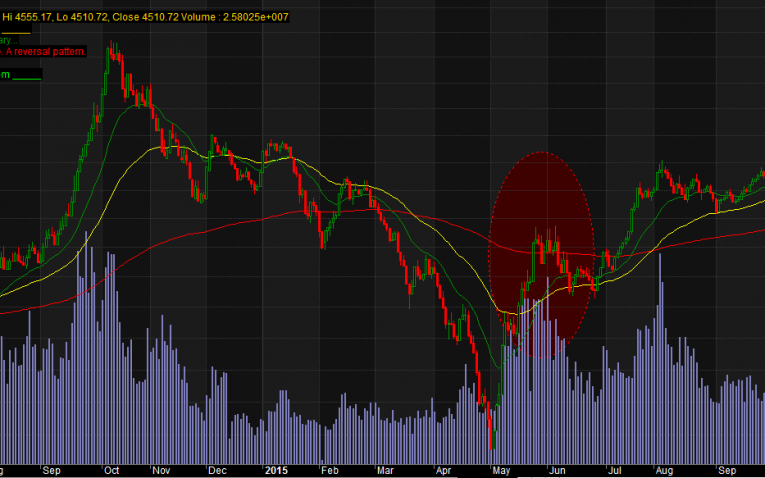 Hi 4555.17, Lo 4510.72, Close 4510.72 Volume : 2.58025e+007
ary...
. A reversal pattern.
m
Sep Oct Nov Dec 2015 Feb Mar Apr May Jun Jul Aug Sep